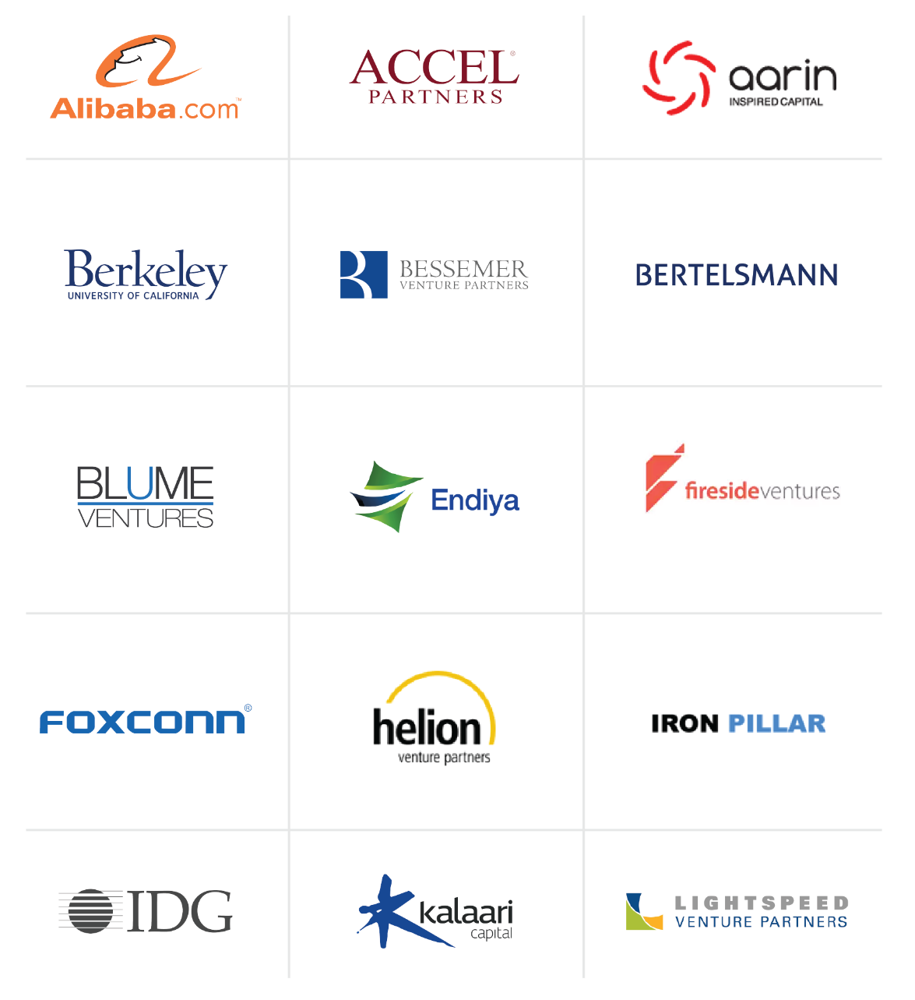 Alibaba.com™
ACCEL®
PARTNERS
aarin
INSPIRED CAPITAL
Berkeley
UNIVERSITY OF CALIFORNIA
BESSEMER
VENTURE PARTNERS
BERTELSMANN
BLUME
VENTURES
Endiya
firesideventures
FOXCONN®
helion
venture partners
IRON PILLAR
IDG
kalaari
capital
LIGHTSPEED
VENTURE PARTNERS